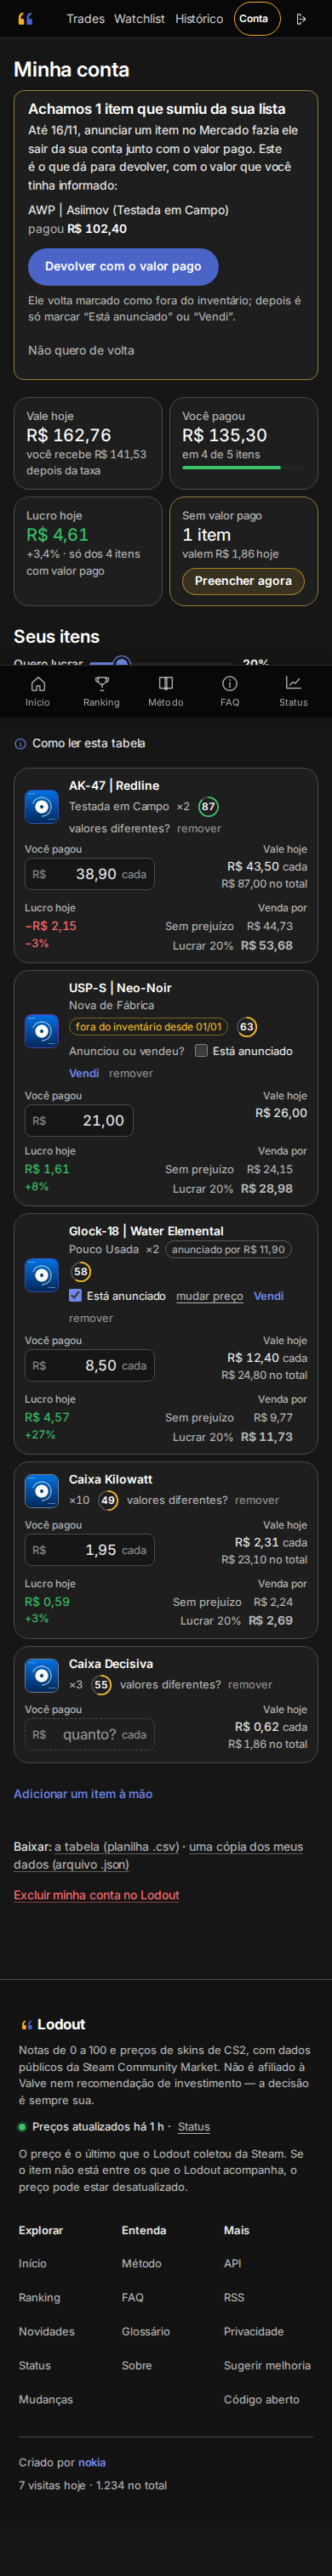 Trades Watchlist Histórico Conta
Minha conta
Achamos 1 item que sumiu da sua lista
Até 16/11, anunciar um item no Mercado fazia ele
sair da sua conta junto com o valor pago. Este
é o que dá para devolver, com o valor que você
tinha informado:
AWP | Asiimov (Testada em Campo)
pagou R$ 102,40
Devolver com o valor pago
Ele volta marcado como fora do inventário; depois é
só marcar “Está anunciado” ou “Vendi”.
Não quero de volta
Vale hoje
R$ 162,76
você recebe R$ 141,53
depois da taxa
Você pagou
R$ 135,30
em 4 de 5 itens
Lucro hoje
R$ 4,61
+3,4% · só dos 4 itens
com valor pago
Sem valor pago
1 item
valem R$ 1,86 hoje
Preencher agora
Seus itens
Quero lucrar 20%
Início Ranking Método FAQ Status
Como ler esta tabela
AK-47 | Redline
Testada em Campo ×2 87
valores diferentes? remover
Você pagou Vale hoje
R$ 38,90 cada R$ 43,50 cada
R$ 87,00 no total
Lucro hoje Venda por
−R$ 2,15 Sem prejuízo R$ 44,73
−3% Lucrar 20% R$ 53,68
USP-S | Neo-Noir
Nova de Fábrica
fora do inventário desde 01/01 63
Anunciou ou vendeu? Está anunciado
Vendi remover
Você pagou Vale hoje
R$ 21,00 R$ 26,00
Lucro hoje Venda por
R$ 1,61 Sem prejuízo R$ 24,15
+8% Lucrar 20% R$ 28,98
Glock-18 | Water Elemental
Pouco Usada ×2 anunciado por R$ 11,90
58
Está anunciado mudar preço Vendi
remover
Você pagou Vale hoje
R$ 8,50 cada R$ 12,40 cada
R$ 24,80 no total
Lucro hoje Venda por
R$ 4,57 Sem prejuízo R$ 9,77
+27% Lucrar 20% R$ 11,73
Caixa Kilowatt
×10 49 valores diferentes? remover
Você pagou Vale hoje
R$ 1,95 cada R$ 2,31 cada
R$ 23,10 no total
Lucro hoje Venda por
R$ 0,59 Sem prejuízo R$ 2,24
+3% Lucrar 20% R$ 2,69
Caixa Decisiva
×3 55 valores diferentes? remover
Você pagou Vale hoje
R$ quanto? cada R$ 0,62 cada
R$ 1,86 no total
Adicionar um item à mão
Baixar: a tabela (planilha .csv) · uma cópia dos meus
dados (arquivo .json)
Excluir minha conta no Lodout
Lodout
Notas de 0 a 100 e preços de skins de CS2, com dados
públicos da Steam Community Market. Não é afiliado à
Valve nem recomendação de investimento — a decisão
é sempre sua.
Preços atualizados há 1 h · Status
O preço é o último que o Lodout coletou da Steam. Se
o item não está entre os que o Lodout acompanha, o
preço pode estar desatualizado.
Explorar Entenda Mais
Início Método API
Ranking FAQ RSS
Novidades Glossário Privacidade
Status Sobre Sugerir melhoria
Mudanças Código aberto
Criado por nokia
7 visitas hoje · 1.234 no total